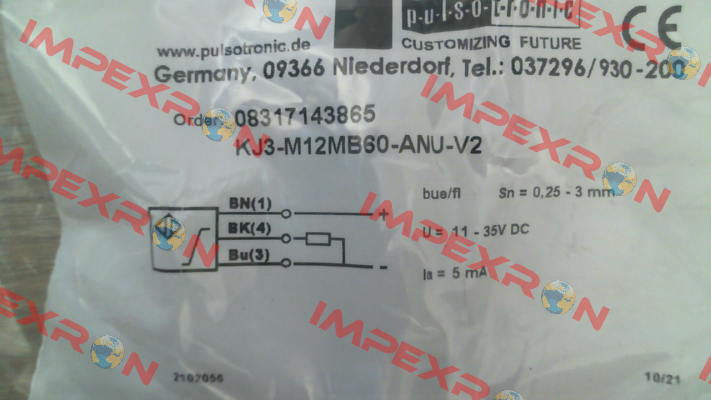 pulsotronic
CE
www.pulsotronic.de
CUSTOMIZING FUTURE
Germany, 09366 Niederdorf, Tel.: 037296/930-200
Order: 08317143865
KJ3-M12MB60-ANU-V2
BN(1)
+
BK(4)
Bu(3)
-
bue/fl Sn = 0,25 - 3 mm
U = 11 - 35V DC
Ia = 5 mA
2102056
10/21
IMPEXRON
IMPEXRON
IMPEXRON
IMPEXRON
IMPEXRON
IMPEXRON